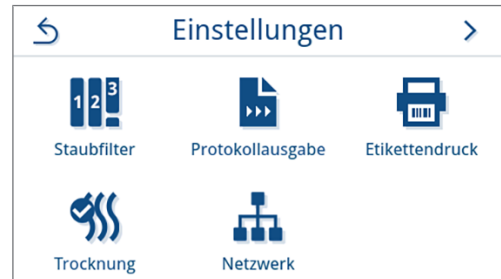 Einstellungen
1 2 3
Staubfilter
Protokollausgabe
Etikettendruck
Trocknung
Netzwerk